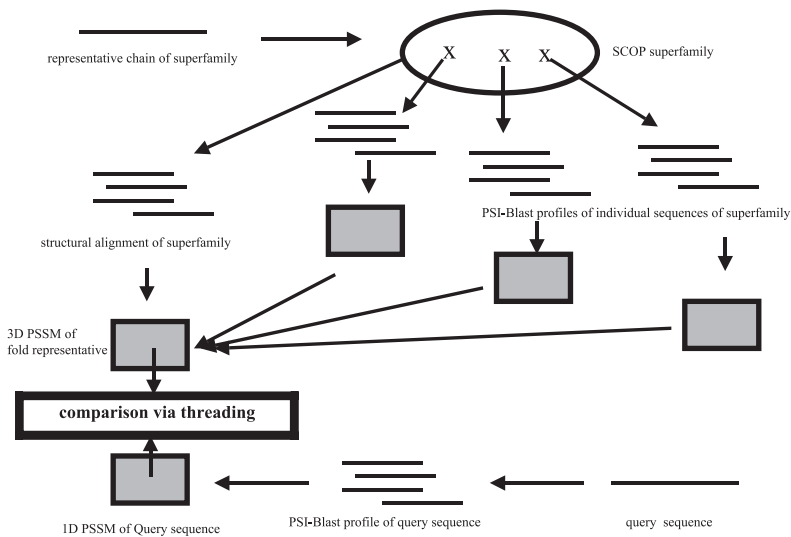 representative chain of superfamily
X X X
SCOP superfamily
PSI-Blast profiles of individual sequences of superfamily
structural alignment of superfamily
3D PSSM of
fold representative
comparison via threading
1D PSSM of Query sequence
PSI-Blast profile of query sequence
query sequence